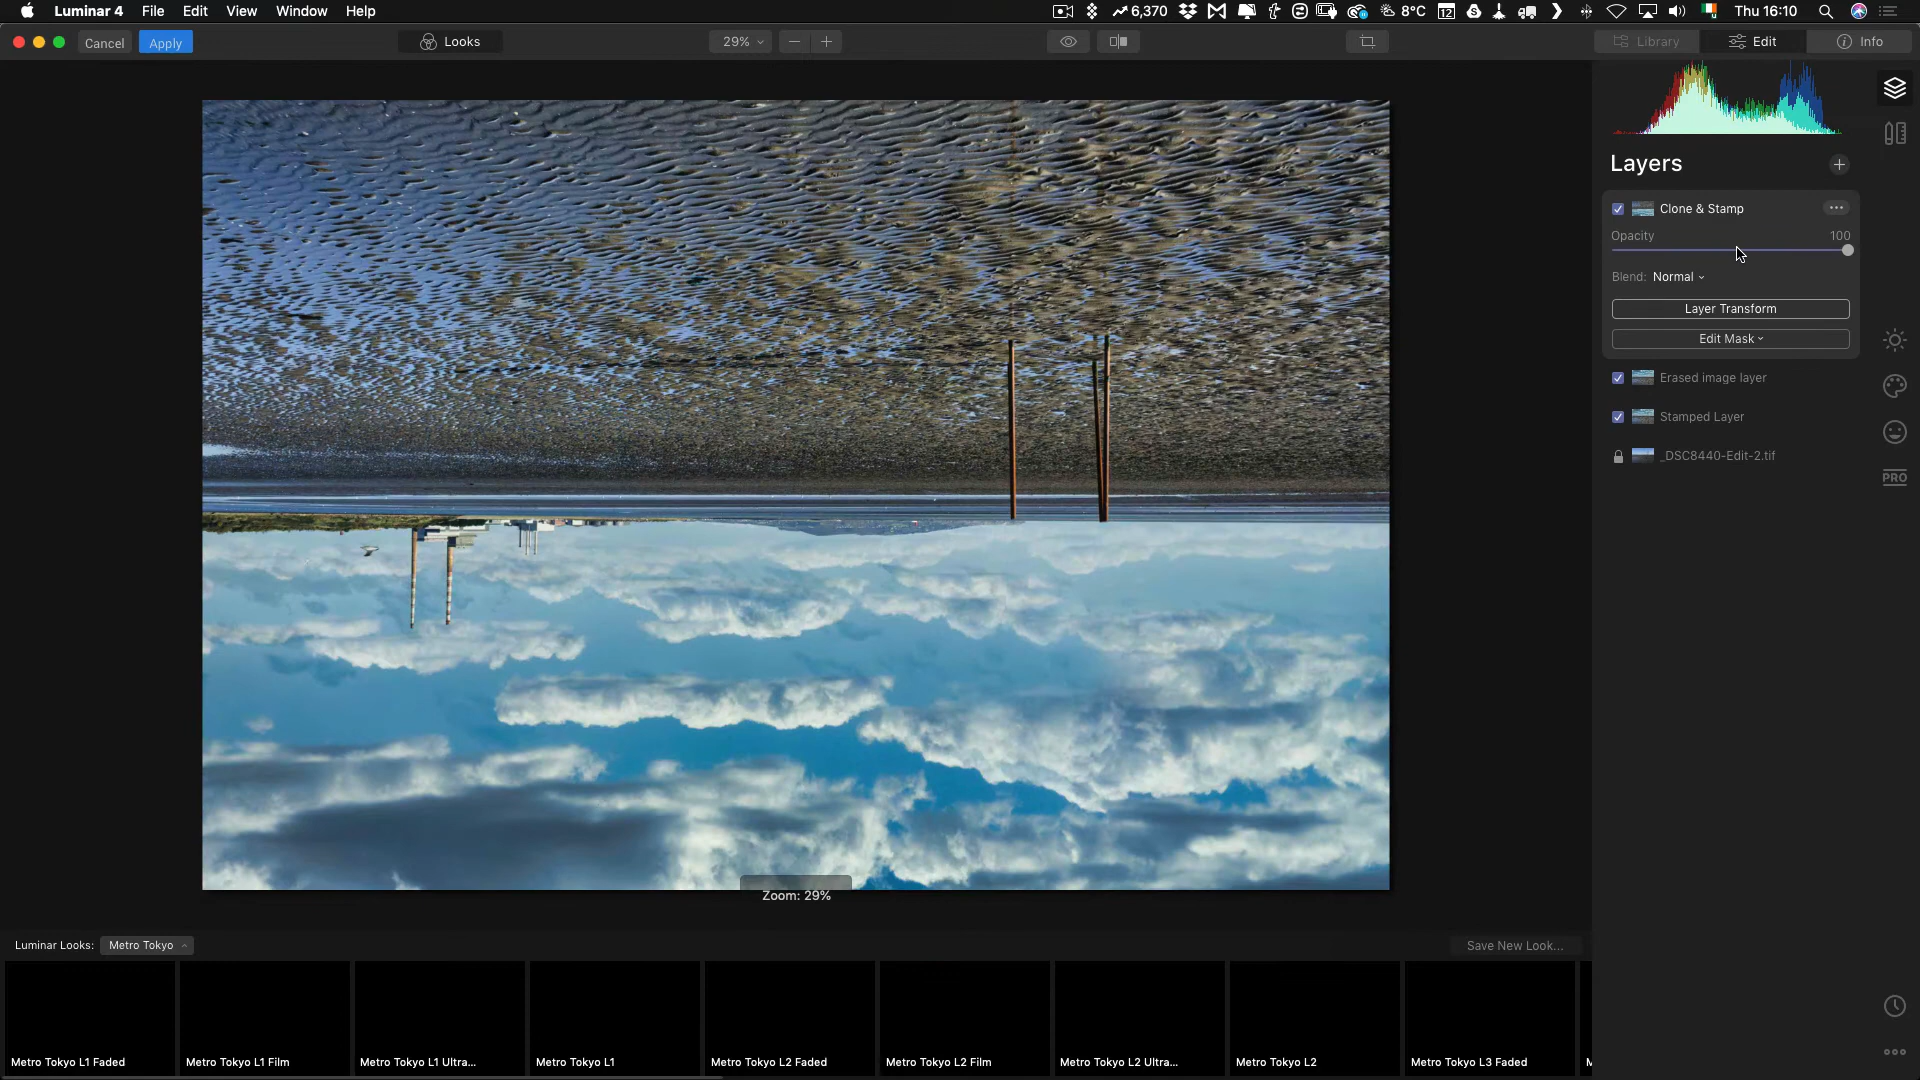 Luminar 4 File Edit View Window Help 6,370 8°C 12 Thu 16:10
Cancel Apply Looks 29% Library Edit Info
Layers
Clone & Stamp
Opacity 100
Blend: Normal
Layer Transform
Edit Mask
Erased image layer
Stamped Layer
_DSC8440-Edit-2.tif
PRO
Zoom: 29%
Luminar Looks: Metro Tokyo Save New Look...
Metro Tokyo L1 Faded Metro Tokyo L1 Film Metro Tokyo L1 Ultra... Metro Tokyo L1 Metro Tokyo L2 Faded Metro Tokyo L2 Film Metro Tokyo L2 Ultra... Metro Tokyo L2 Metro Tokyo L3 Faded